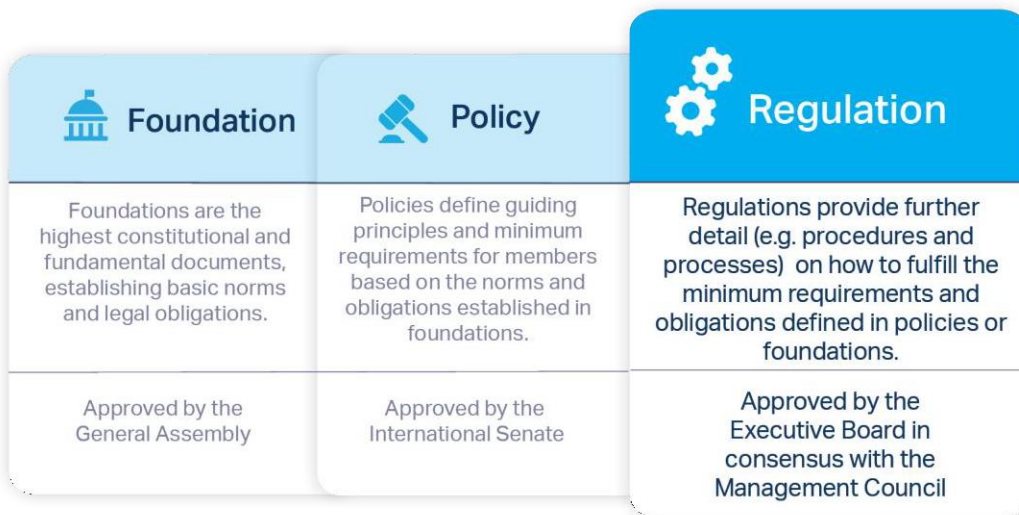 Foundation
Foundations are the
highest constitutional and
fundamental documents,
establishing basic norms
and legal obligations.
Approved by the
General Assembly
Policy
Policies define guiding
principles and minimum
requirements for members
based on the norms and
obligations established in
foundations.
Approved by the
International Senate
Regulation
Regulations provide further
detail (e.g. procedures and
processes) on how to fulfill the
minimum requirements and
obligations defined in policies or
foundations.
Approved by the
Executive Board in
consensus with the
Management Council